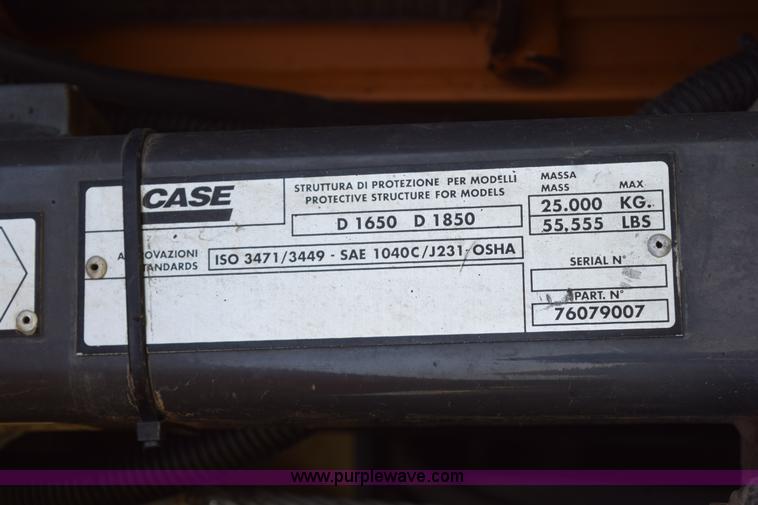 CASE
STRUTTURA DI PROTEZIONE PER MODELLI
PROTECTIVE STRUCTURE FOR MODELS
D 1650 D 1850
MASSA
MASS MAX
25.000 KG.
55,555 LBS
ISO 3471/3449 - SAE 1040C/J231-OSHA
SERIAL N°
PART. N°
76079007
www.purplewave.com